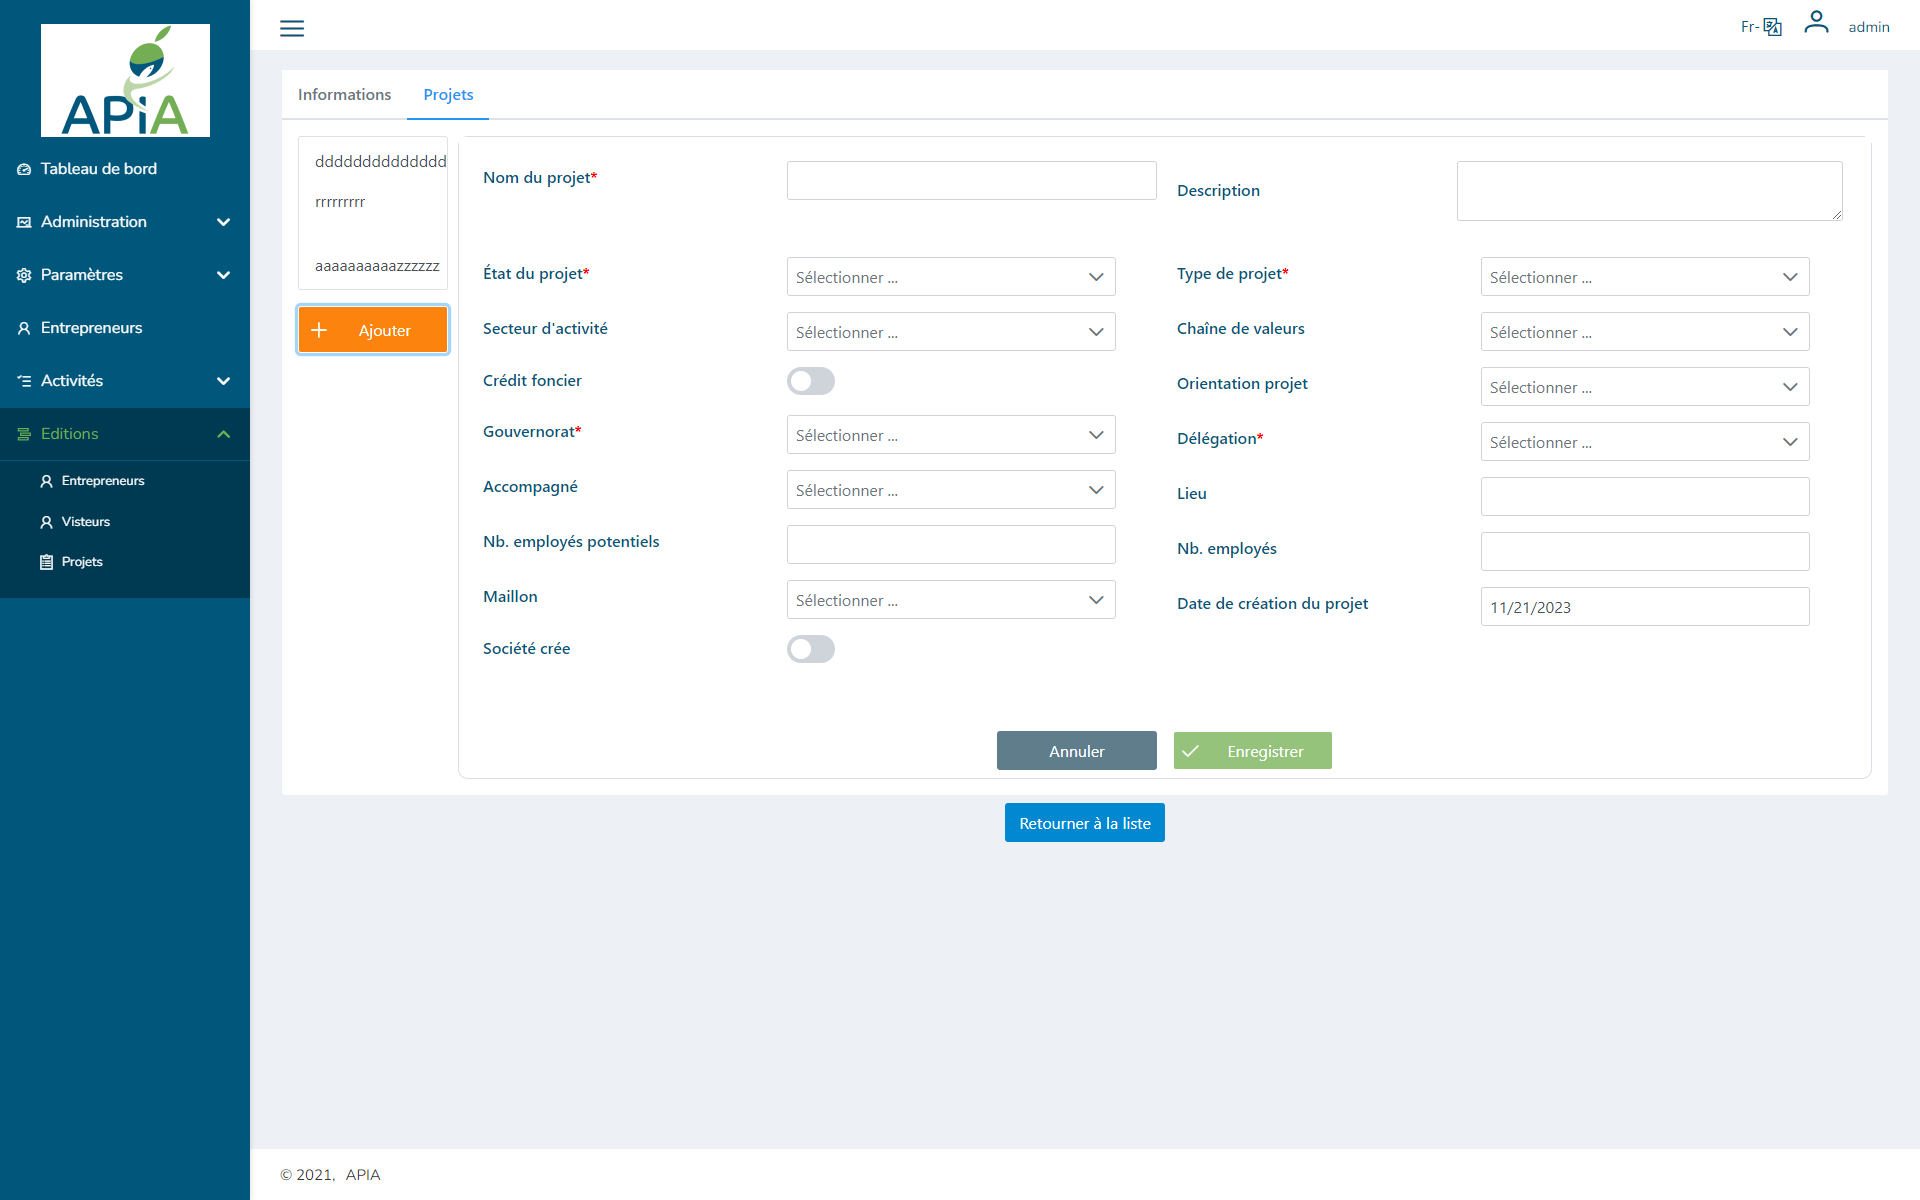 APiA
Tableau de bord
Administration
Paramètres
Entrepreneurs
Activités
Editions
Entrepreneurs
Visteurs
Projets
Fr-
admin
Informations
Projets
dddddddddddddd
rrrrrrrrr
aaaaaaaaaazzzzzz
Ajouter
Nom du projet*
Description
État du projet*
Sélectionner ...
Type de projet*
Sélectionner ...
Secteur d'activité
Sélectionner ...
Chaîne de valeurs
Sélectionner ...
Crédit foncier
Orientation projet
Sélectionner ...
Gouvernorat*
Sélectionner ...
Délégation*
Sélectionner ...
Accompagné
Sélectionner ...
Lieu
Nb. employés potentiels
Nb. employés
Maillon
Sélectionner ...
Date de création du projet
11/21/2023
Société crée
Annuler
Enregistrer
Retourner à la liste
© 2021, APIA